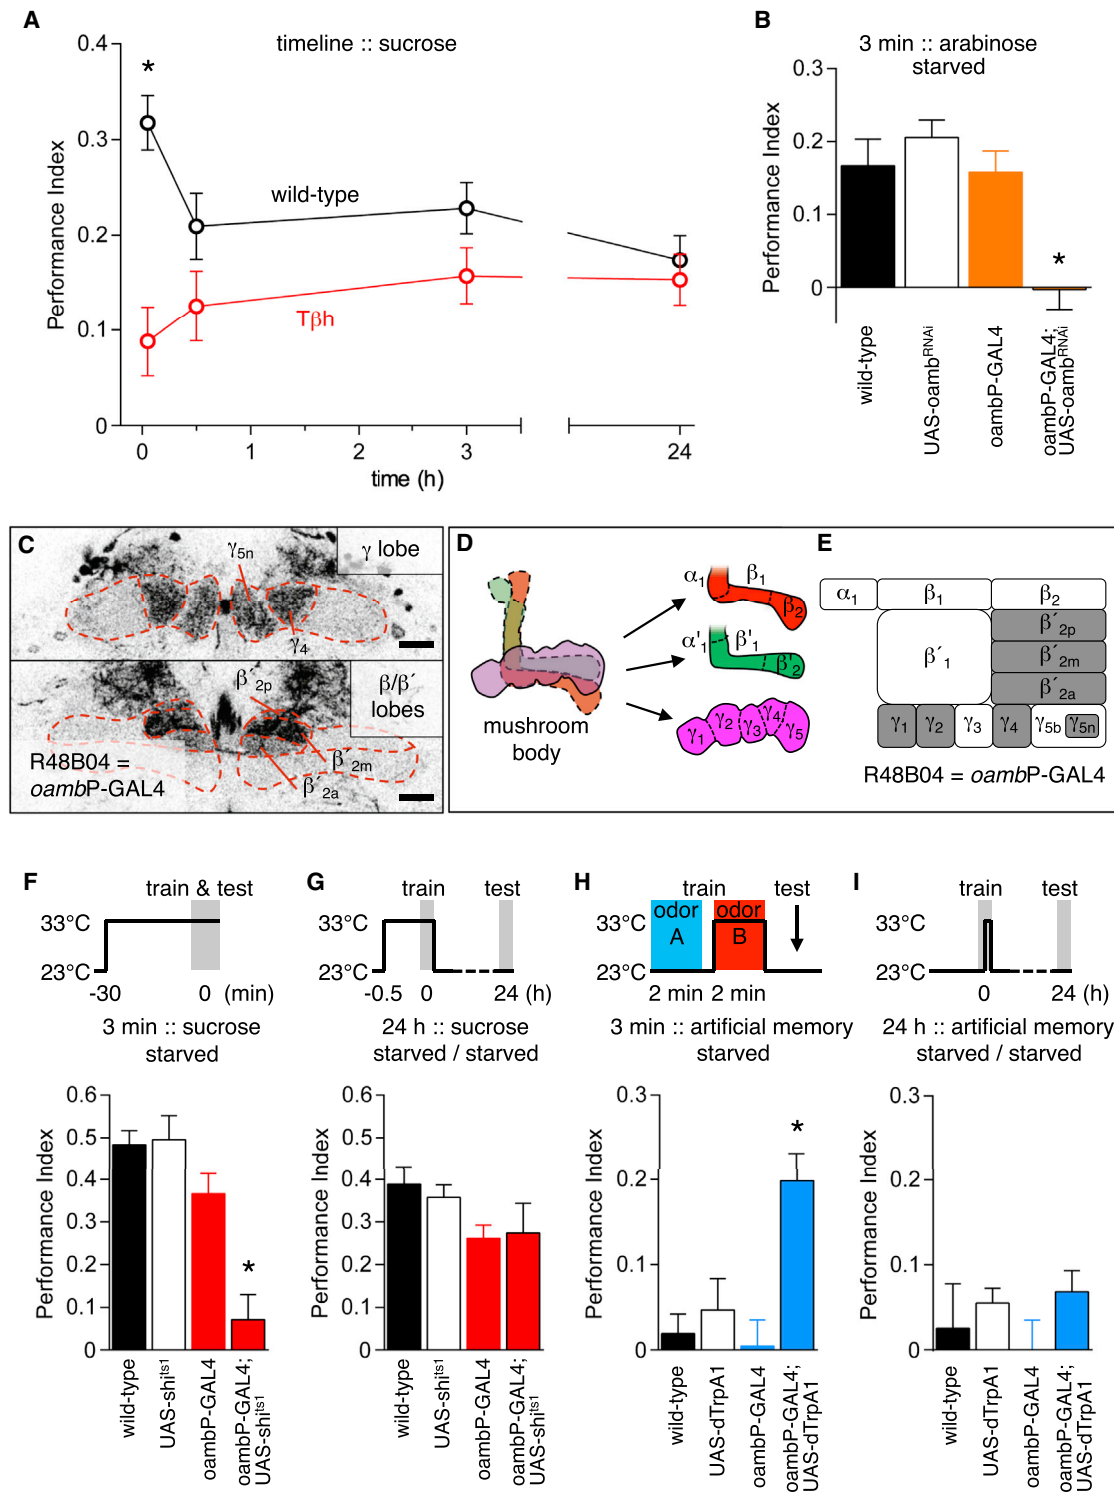 A
timeline :: sucrose
*
wild-type
Tβh
Performance Index
0.4
0.3
0.2
0.1
0
0 1 2 3 24
time (h)
B
3 min :: arabinose
starved
Performance Index
0.3
0.2
0.1
0
*
wild-type
UAS-oambRNAi
oambP-GAL4
oambP-GAL4;
UAS-oambRNAi
C
γ5n
γ lobe
γ4
β´2p
β/β´
lobes
R48B04 =
oambP-GAL4
β´2m
β´2a
D
mushroom
body
α1 β1 β2
α'1 β'1 β'2
γ1 γ2 γ3 γ4 γ5
E
α1 β1 β2
β´2p
β´1 β´2m
β´2a
γ1 γ2 γ3 γ4 γ5b γ5n
R48B04 = oambP-GAL4
F
train & test
33°C
23°C
-30 0 (min)
3 min :: sucrose
starved
Performance Index
0.6
0.5
0.4
0.3
0.2
0.1
0
*
wild-type
UAS-shits1
oambP-GAL4
oambP-GAL4;
UAS-shits1
G
train test
33°C
23°C
-0.5 0 24 (h)
24 h :: sucrose
starved / starved
Performance Index
0.6
0.5
0.4
0.3
0.2
0.1
0
wild-type
UAS-shits1
oambP-GAL4
oambP-GAL4;
UAS-shits1
H
train test
odor
A
odor
B
33°C
23°C
2 min 2 min
3 min :: artificial memory
starved
Performance Index
0.3
0.2
0.1
0
*
wild-type
UAS-dTrpA1
oambP-GAL4
oambP-GAL4;
UAS-dTrpA1
I
train test
33°C
23°C
0 24 (h)
24 h :: artificial memory
starved / starved
Performance Index
0.3
0.2
0.1
0
wild-type
UAS-dTrpA1
oambP-GAL4
oambP-GAL4;
UAS-dTrpA1